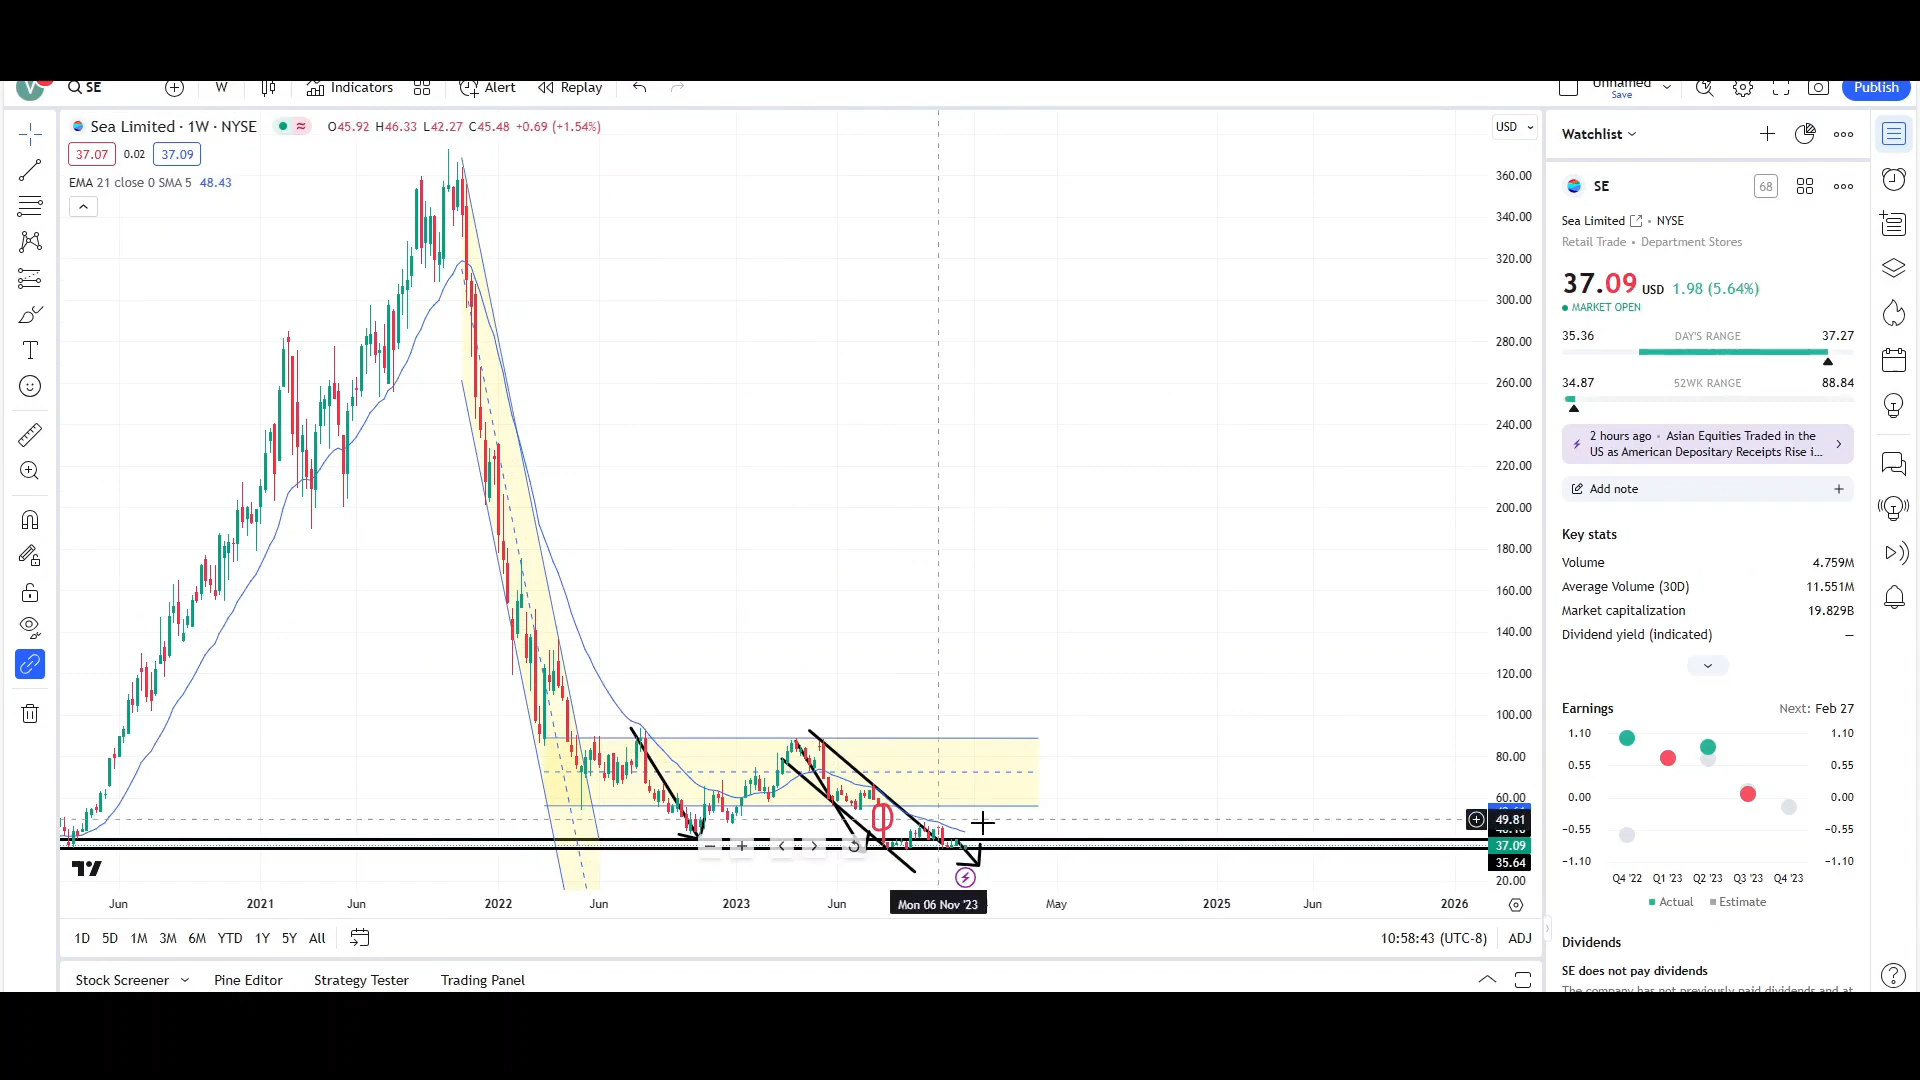 V
SE
W
Indicators
Alert
Replay
Unnamed
Save
Publish
Sea Limited · 1W · NYSE
O45.92 H46.33 L42.27 C45.48 +0.69 (+1.54%)
USD
37.07 0.02 37.09
EMA 21 close 0 SMA 5 48.43
360.00
340.00
320.00
300.00
280.00
260.00
240.00
220.00
200.00
180.00
160.00
140.00
120.00
100.00
80.00
60.00
49.81
37.09
35.64
20.00
Jun 2021 Jun 2022 Jun 2023 Jun Mon 06 Nov '23 May 2025 Jun 2026
1D 5D 1M 3M 6M YTD 1Y 5Y All
10:58:43 (UTC-8) ADJ
Stock Screener Pine Editor Strategy Tester Trading Panel
Watchlist
SE
68
Sea Limited • NYSE
Retail Trade • Department Stores
37.09 USD 1.98 (5.64%)
MARKET OPEN
35.36 DAY'S RANGE 37.27
34.87 52WK RANGE 88.84
2 hours ago • Asian Equities Traded in the
US as American Depositary Receipts Rise i...
Add note
Key stats
Volume 4.759M
Average Volume (30D) 11.551M
Market capitalization 19.829B
Dividend yield (indicated) —
Earnings Next: Feb 27
1.10 1.10
0.55 0.55
0.00 0.00
−0.55 −0.55
−1.10 −1.10
Q4 '22 Q1 '23 Q2 '23 Q3 '23 Q4 '23
Actual Estimate
Dividends
SE does not pay dividends
The company has not previously paid dividends and at